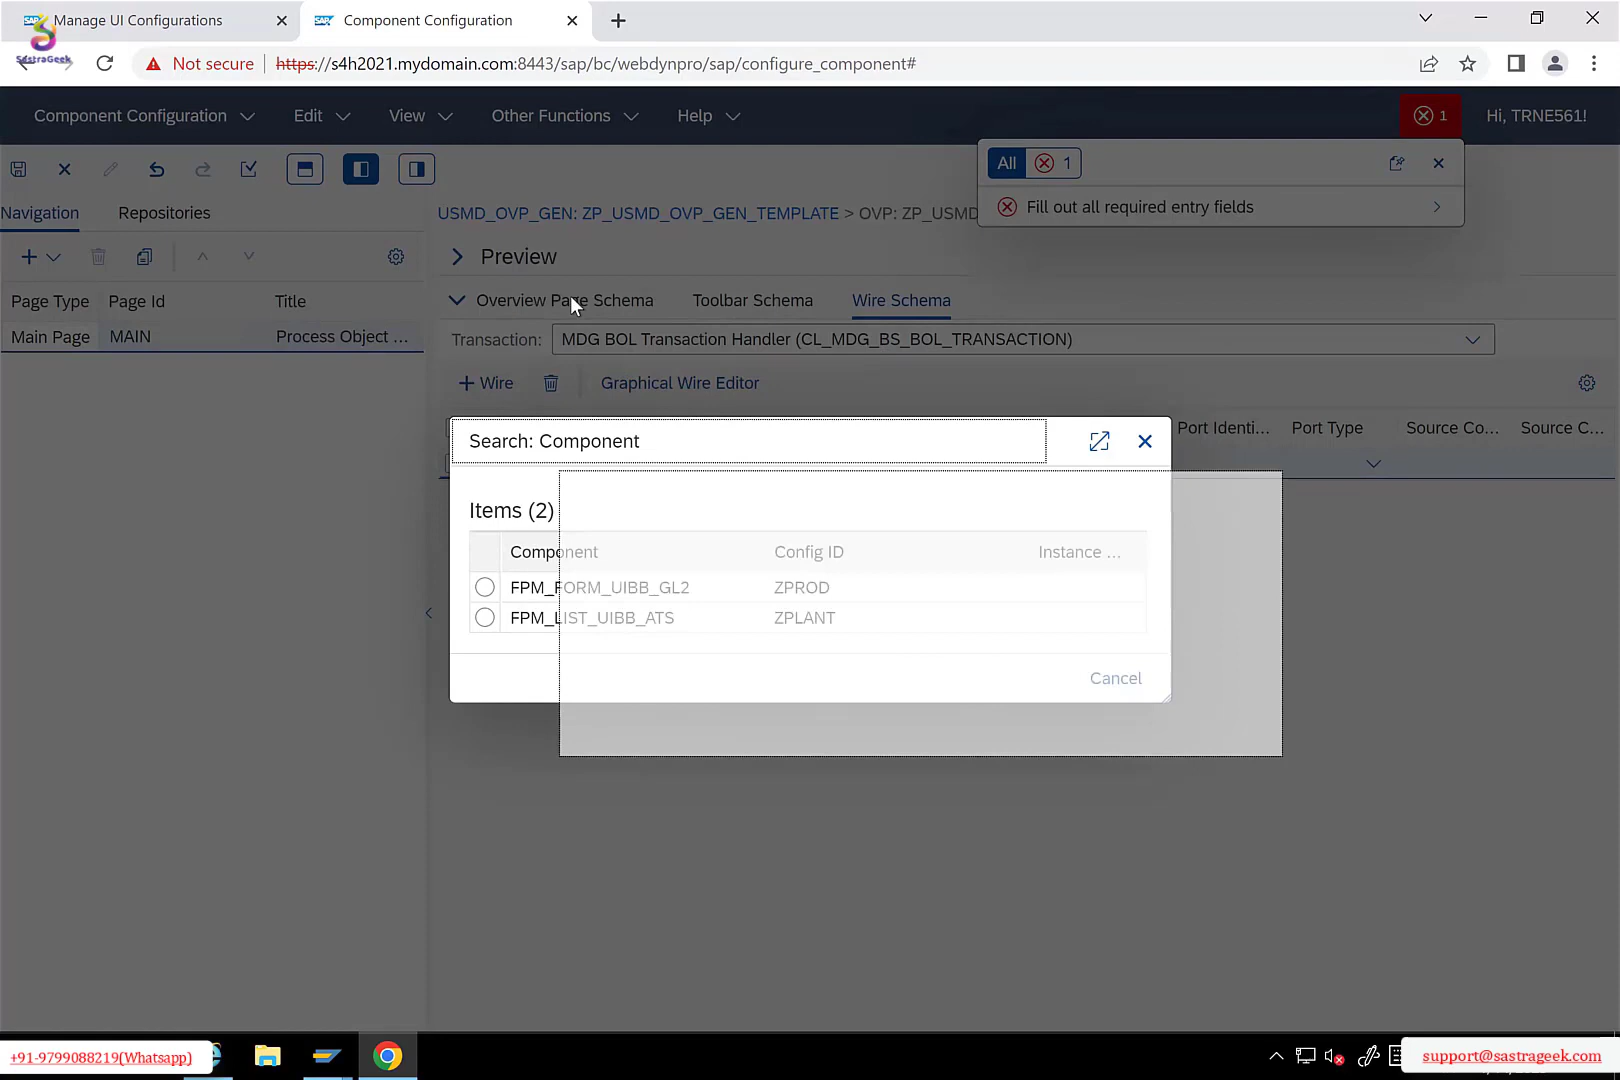 Manage UI Configurations
Component Configuration
SastraGeek
Not secure
https://s4h2021.mydomain.com:8443/sap/bc/webdynpro/sap/configure_component#
Component Configuration
Edit
View
Other Functions
Help
1
Hi, TRNE561!
All
1
Fill out all required entry fields
Navigation
Repositories
USMD_OVP_GEN: ZP_USMD_OVP_GEN_TEMPLATE > OVP: ZP_USMD
Preview
Page Type
Page Id
Title
Overview Page Schema
Toolbar Schema
Wire Schema
Main Page
MAIN
Process Object ...
Transaction:
MDG BOL Transaction Handler (CL_MDG_BS_BOL_TRANSACTION)
Wire
Graphical Wire Editor
Port Identi...
Port Type
Source Co...
Source C...
Search: Component
Items (2)
Component
Config ID
Instance ...
FPM_FORM_UIBB_GL2
ZPROD
FPM_LIST_UIBB_ATS
ZPLANT
Cancel
+91-9799088219(Whatsapp)
support@sastrageek.com